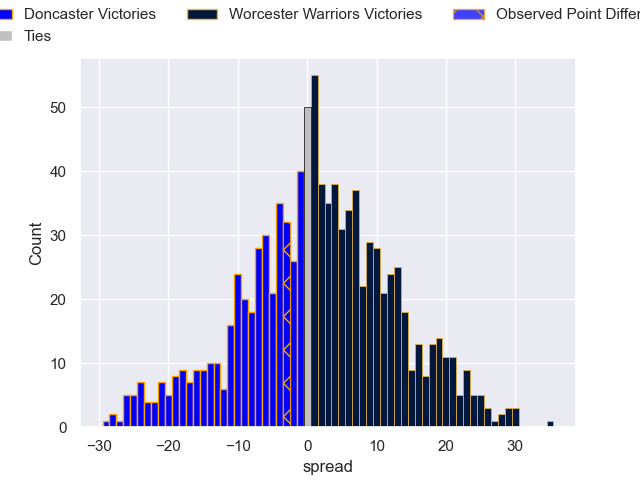 Doncaster Victories Worcester Warriors Victories Observed Point Differ
Ties
50
40
30
20
10
0
Count
−30 −20 −10 0 10 20 30
spread